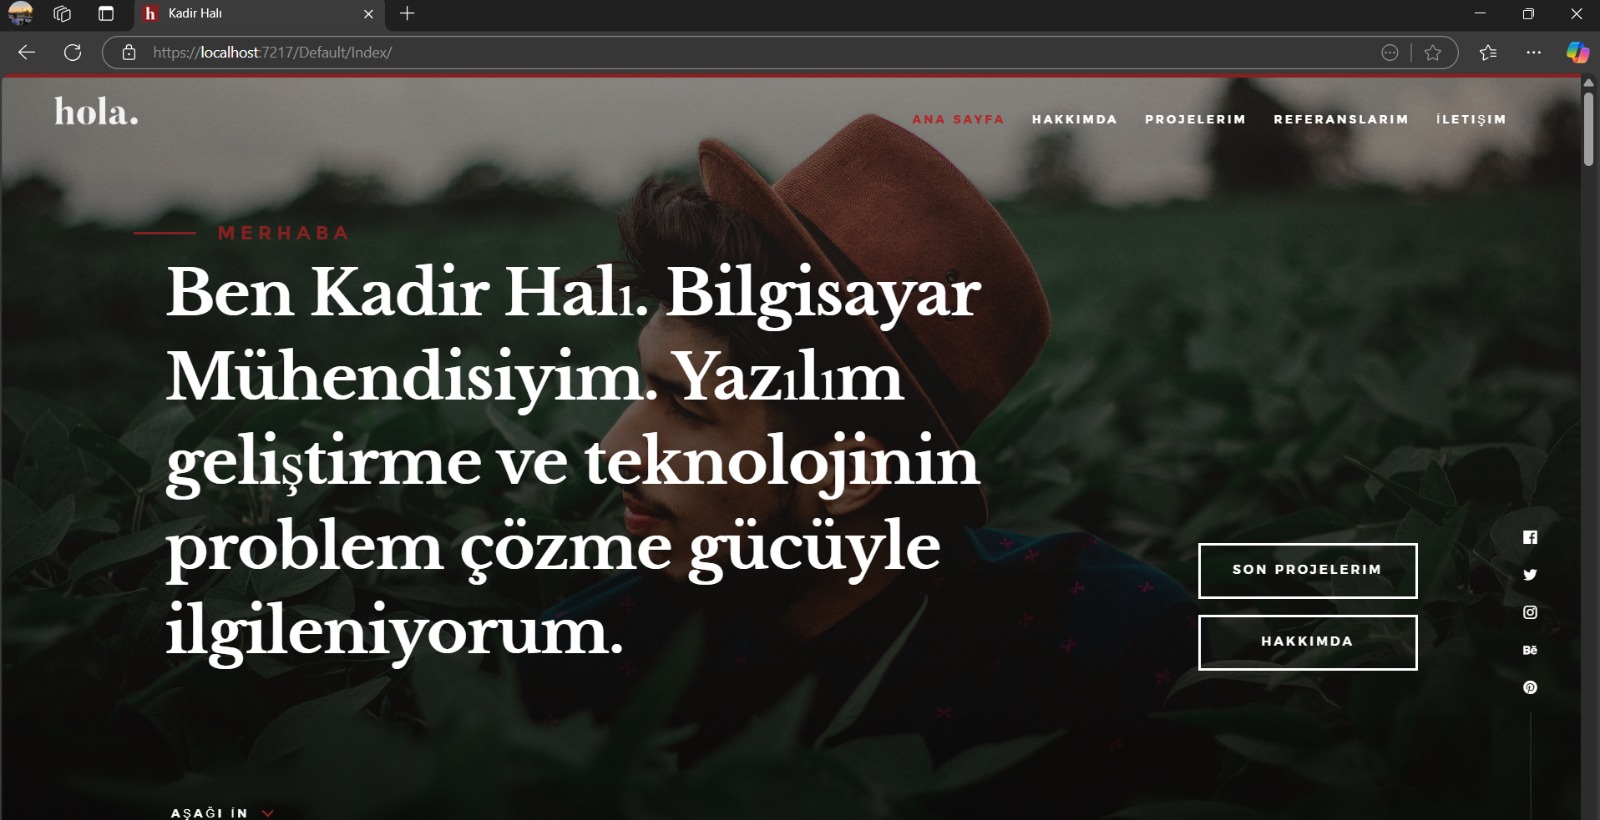 Kadir Halı
https://localhost:7217/Default/Index/
hola.
ANA SAYFA HAKKIMDA PROJELERIM REFERANSLARIM İLETIŞIM
MERHABA
Ben Kadir Halı. Bilgisayar
Mühendisiyim. Yazılım
geliştirme ve teknolojinin
problem çözme gücüyle
ilgileniyorum.
SON PROJELERIM
HAKKIMDA
AŞAĞI İN